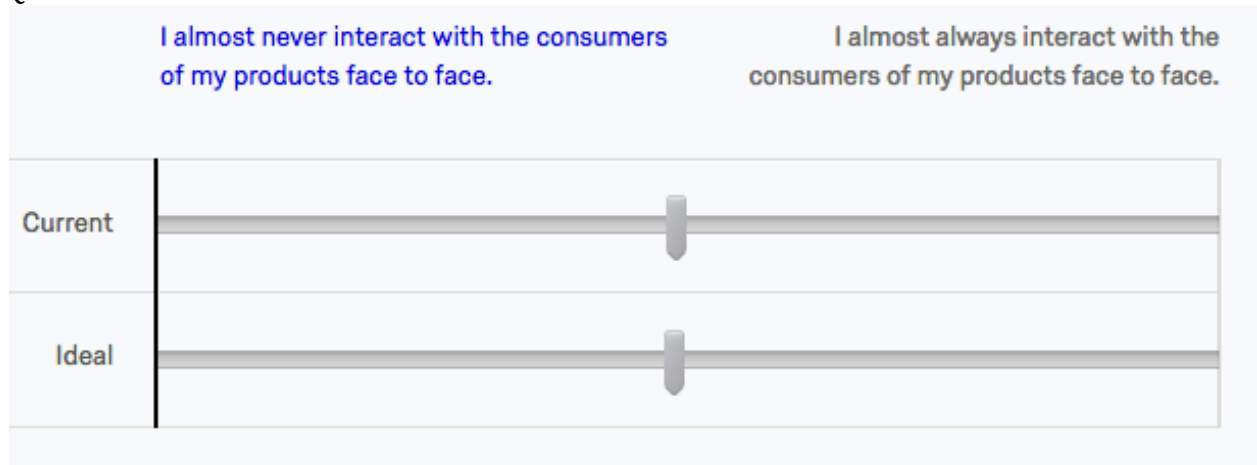 I almost never interact with the consumers
of my products face to face.
I almost always interact with the
consumers of my products face to face.
Current
Ideal